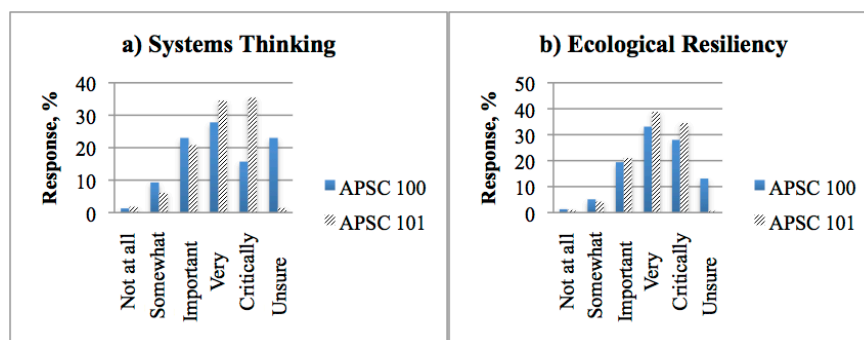 a) Systems Thinking
Response, %
40
30
20
10
0
Not at all
Somewhat
Important
Very
Critically
Unsure
APSC 100
APSC 101
b) Ecological Resiliency
Response, %
50
40
30
20
10
0
Not at all
Somewhat
Important
Very
Critically
Unsure
APSC 100
APSC 101